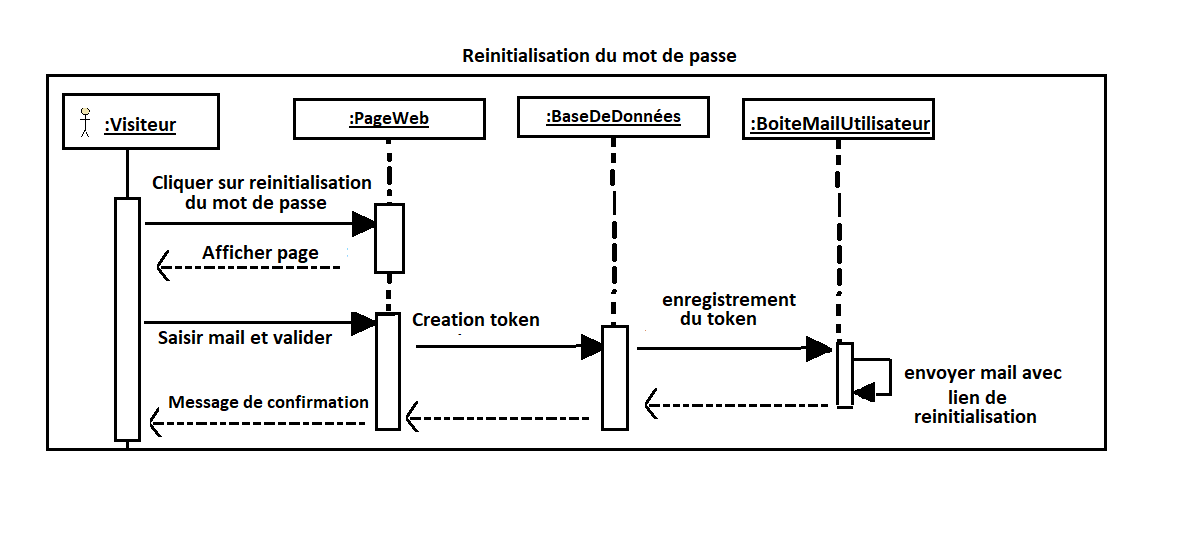 Reinitialisation du mot de passe
:Visiteur
:PageWeb
:BaseDeDonnées
:BoiteMailUtilisateur
Cliquer sur reinitialisation
du mot de passe
Afficher page
Saisir mail et valider
Creation token
enregistrement
du token
envoyer mail avec
lien de
reinitialisation
Message de confirmation